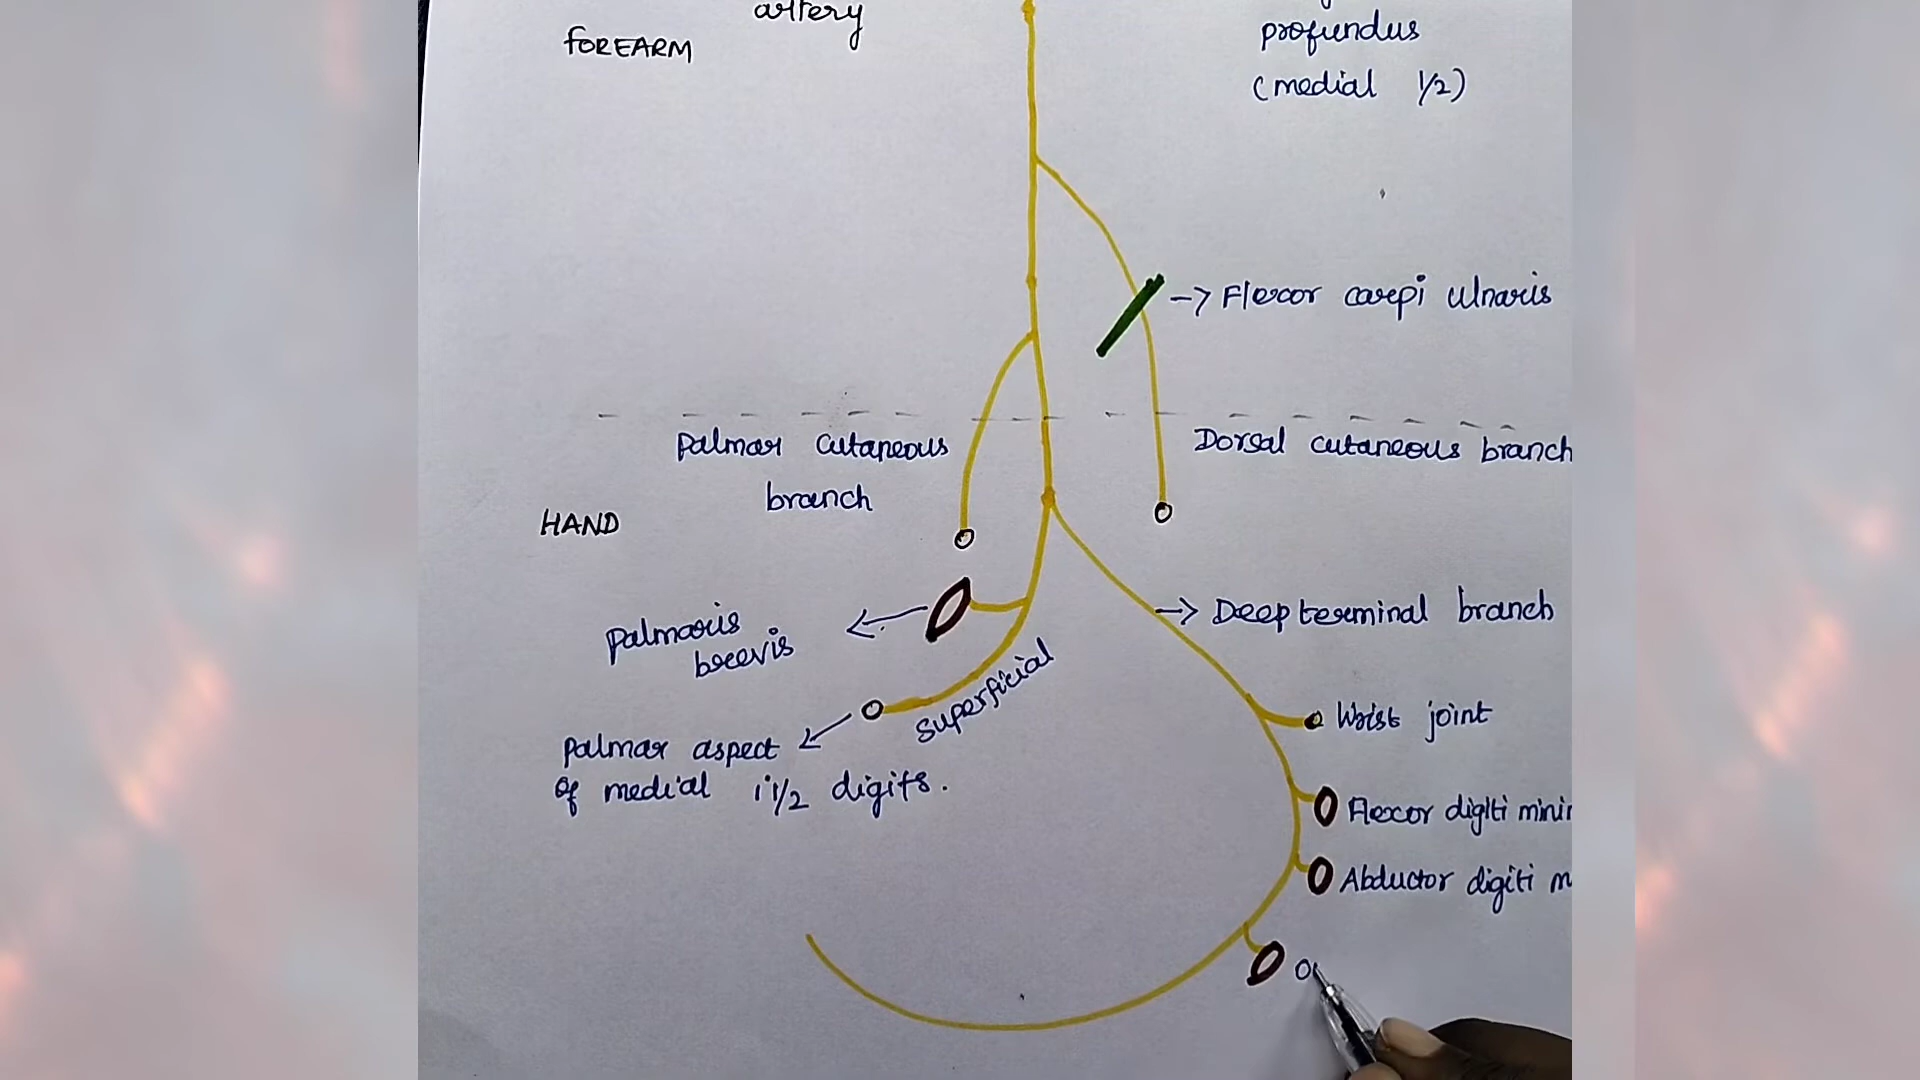 artery
FOREARM
profundus
(medial 1/2)
Flexor carpi ulnaris
Palmar cutaneous
branch
Dorsal cutaneous branch
HAND
Palmaris
brevis
Deep terminal branch
superficial
Wrist joint
Palmar aspect
of medial 1 1/2 digits.
Flexor digiti minim
Abductor digiti m